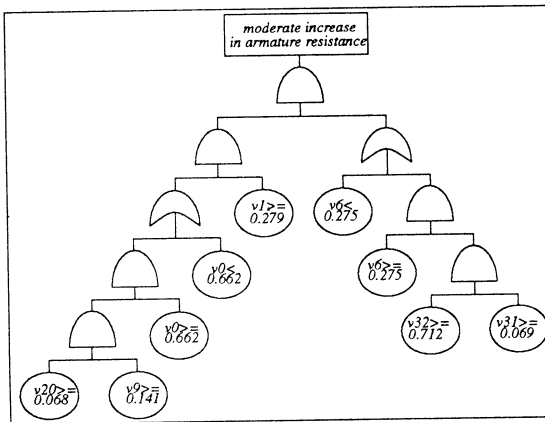 moderate increase
in armature resistance
v1>=
0.279
v6<
0.275
v0<
0.662
v6>=
0.275
v0>=
0.662
v32>=
0.712
v31>=
0.069
v20>=
0.068
v9>=
0.141